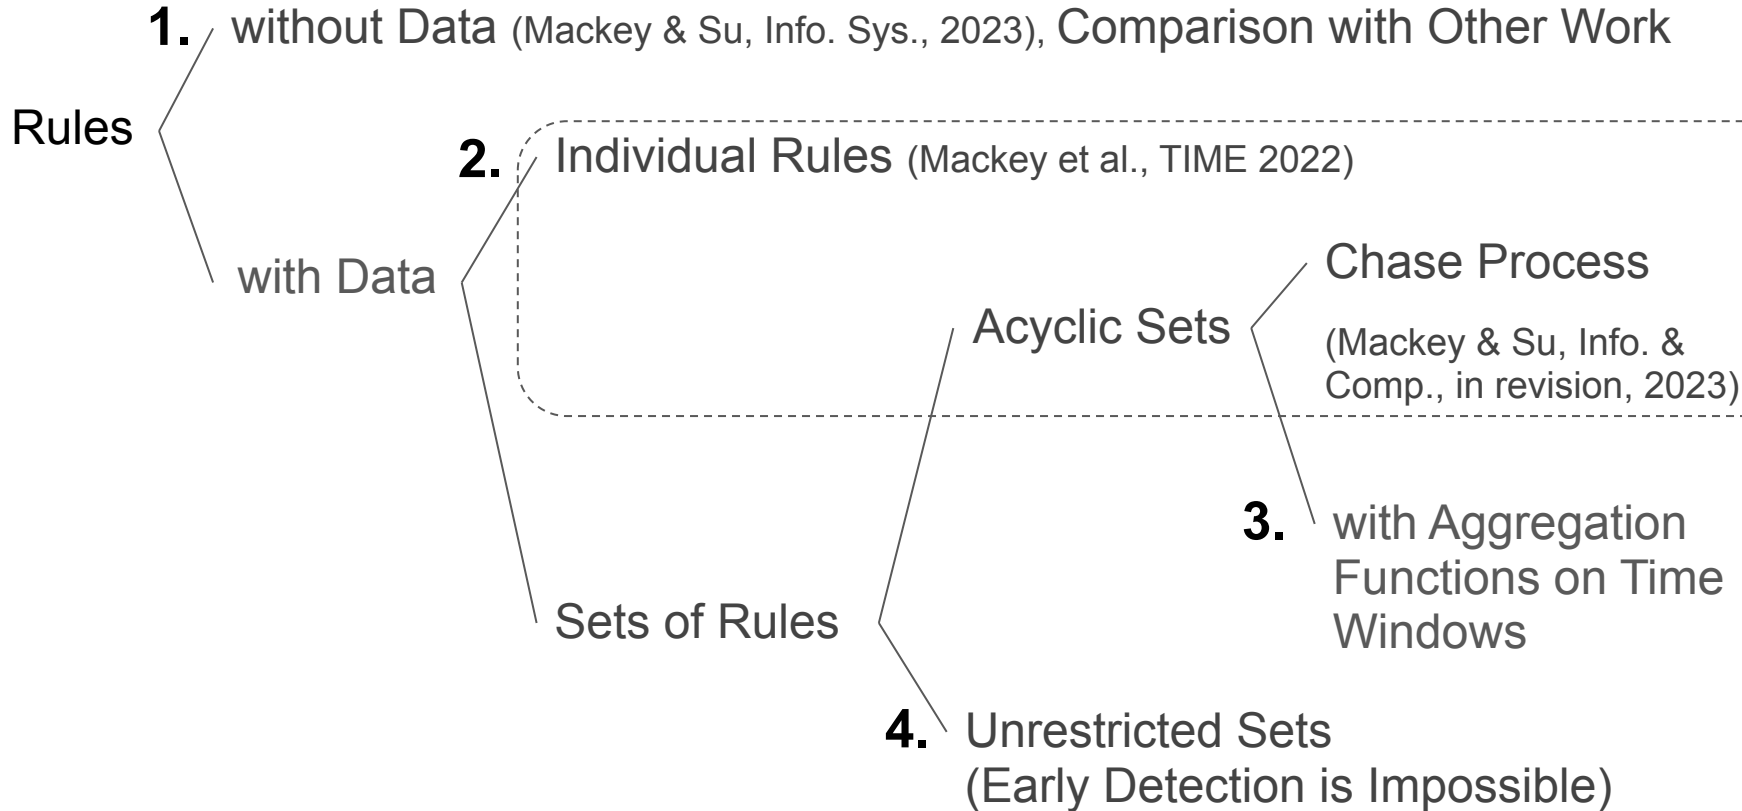 1. without Data (Mackey & Su, Info. Sys., 2023), Comparison with Other Work
Rules
2. Individual Rules (Mackey et al., TIME 2022)
with Data
Chase Process
Acyclic Sets
(Mackey & Su, Info. &
Comp., in revision, 2023)
3. with Aggregation
Functions on Time
Windows
Sets of Rules
4. Unrestricted Sets
(Early Detection is Impossible)